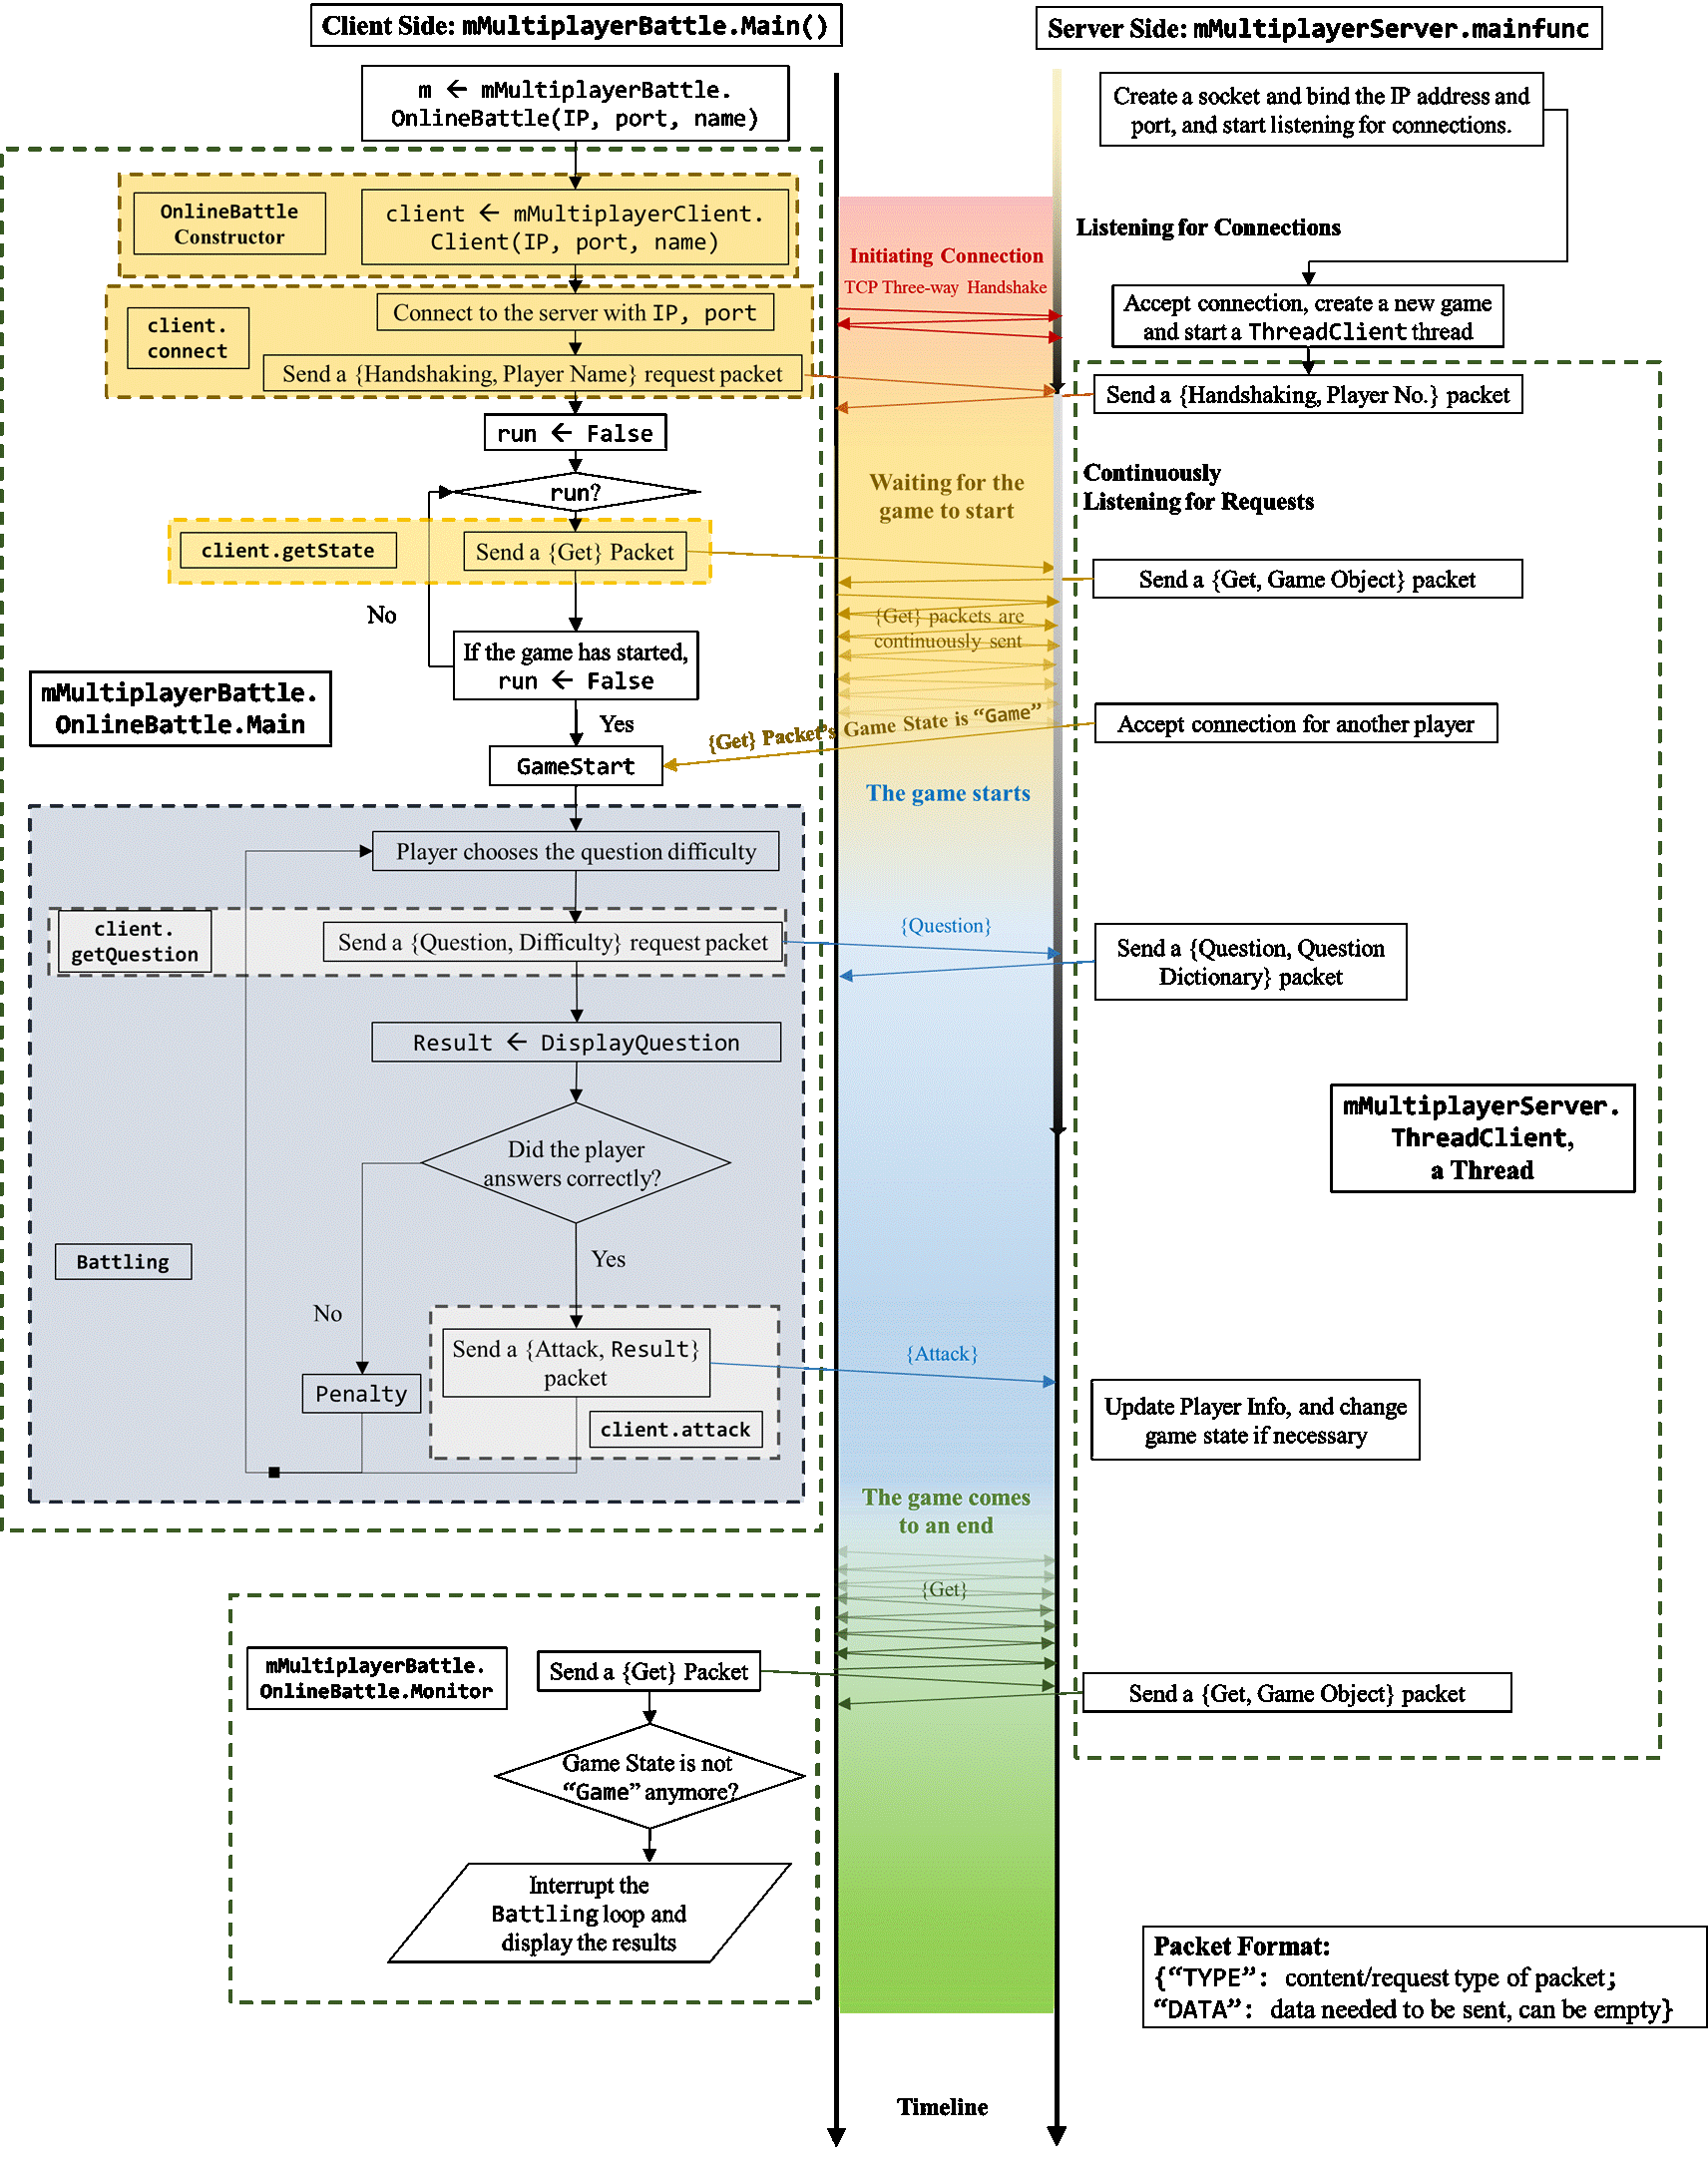 Client Side: mMultiplayerBattle.Main()
Server Side: mMultiplayerServer.mainfunc
m ← mMultiplayerBattle.
OnlineBattle(IP, port, name)
Create a socket and bind the IP address and
port, and start listening for connections.
OnlineBattle
Constructor
client ← mMultiplayerClient.
Client(IP, port, name)
Listening for Connections
Initiating Connection
TCP Three-way Handshake
client.
connect
Connect to the server with IP, port
Accept connection, create a new game
and start a ThreadClient thread
Send a {Handshaking, Player Name} request packet
Send a {Handshaking, Player No.} packet
run ← False
run?
Waiting for the
game to start
Continuously
Listening for Requests
client.getState
Send a {Get} Packet
Send a {Get, Game Object} packet
No
{Get} packets are
continuously sent
If the game has started,
run ← False
mMultiplayerBattle.
OnlineBattle.Main
Yes
{Get} Packet's Game State is “Game”
Accept connection for another player
GameStart
The game starts
Player chooses the question difficulty
client.
getQuestion
Send a {Question, Difficulty} request packet
{Question}
Send a {Question, Question
Dictionary} packet
Result ← DisplayQuestion
mMultiplayerServer.
ThreadClient,
a Thread
Did the player
answers correctly?
Battling
Yes
No
Send a {Attack, Result}
packet
{Attack}
Penalty
client.attack
Update Player Info, and change
game state if necessary
The game comes
to an end
{Get}
mMultiplayerBattle.
OnlineBattle.Monitor
Send a {Get} Packet
Send a {Get, Game Object} packet
Game State is not
“Game” anymore?
Interrupt the
Battling loop and
display the results
Packet Format:
{“TYPE”: content/request type of packet;
“DATA”: data needed to be sent, can be empty}
Timeline